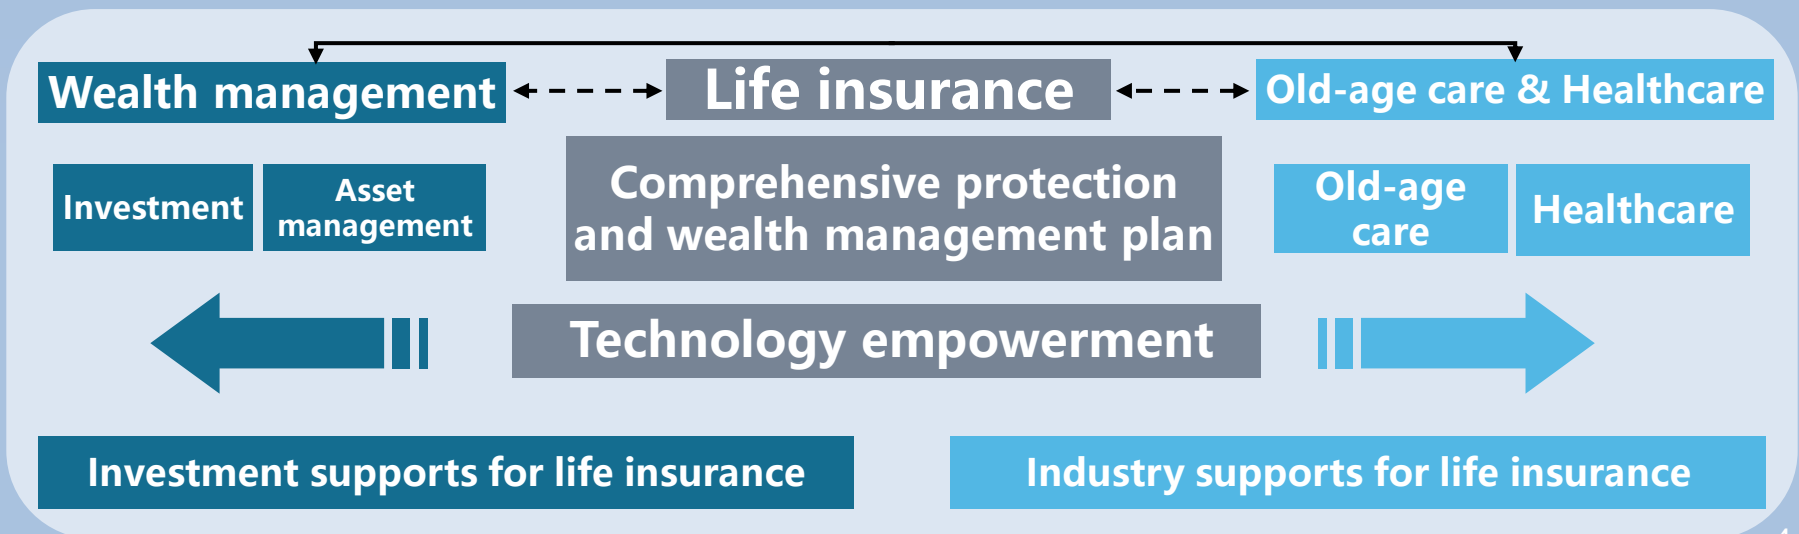 Wealth management
Life insurance
Old-age care & Healthcare
Investment
Asset
management
Comprehensive protection
and wealth management plan
Old-age
care
Healthcare
Technology empowerment
Investment supports for life insurance
Industry supports for life insurance